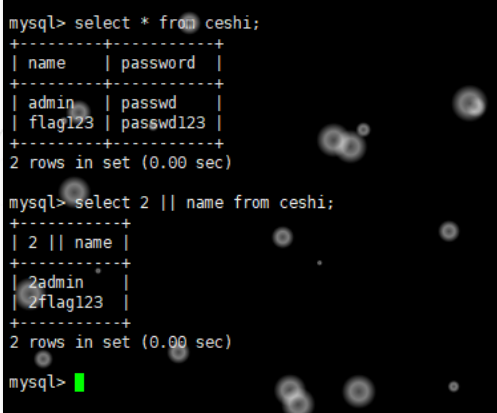 mysql> select * from ceshi;
+---------+-----------+
| name    | password  |
+---------+-----------+
| admin   | passwd    |
| flag123 | passwd123 |
+---------+-----------+
2 rows in set (0.00 sec)
mysql> select 2 || name from ceshi;
+-----------+
| 2 || name |
+-----------+
| 2admin    |
| 2flag123  |
+-----------+
2 rows in set (0.00 sec)
mysql>